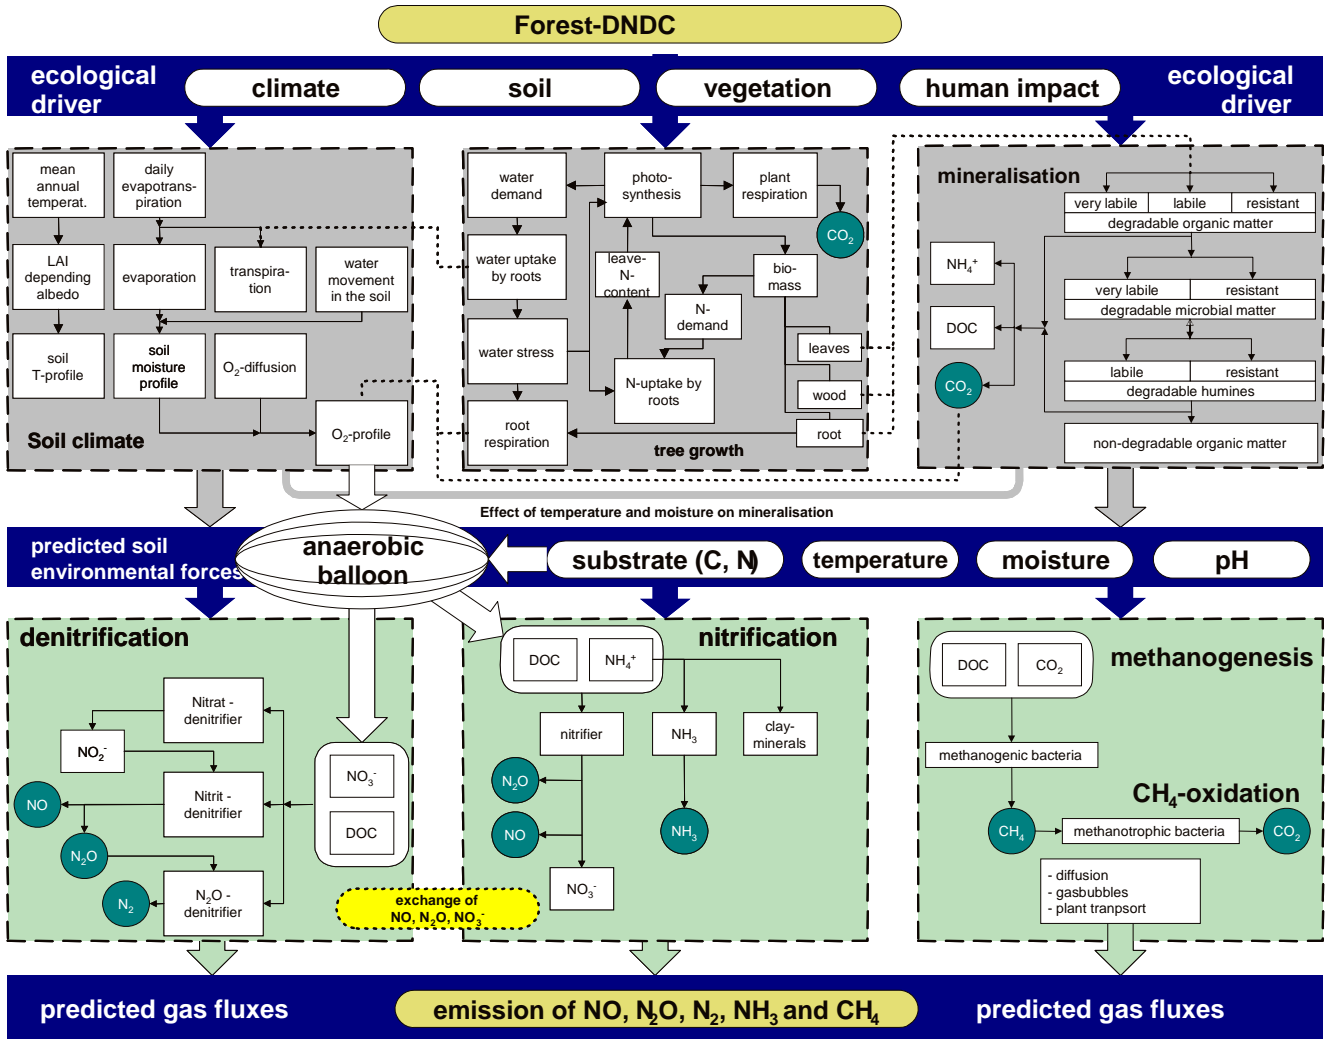 Forest-DNDC
ecological
driver
climate
soil
vegetation
human impact
ecological
driver
mean
annual
temperat.
daily
evapotrans-
piration
LAI
depending
albedo
evaporation
transpira-
tion
water
movement
in the soil
soil
T-profile
soil
moisture
profile
O₂-diffusion
Soil climate
O₂-profile
water
demand
photo-
synthesis
plant
respiration
CO₂
water uptake
by roots
leave-
N-
content
bio-
mass
N-
demand
water stress
leaves
N-uptake by
roots
wood
root
respiration
root
tree growth
mineralisation
very labile
labile
resistant
degradable organic matter
NH₄⁺
very labile
resistant
degradable microbial matter
DOC
labile
resistant
degradable humines
CO₂
non-degradable organic matter
Effect of temperature and moisture on mineralisation
predicted soil
environmental forces
anaerobic
balloon
substrate (C, N)
temperature
moisture
pH
denitrification
Nitrat -
denitrifier
NO₂⁻
Nitrit -
denitrifier
NO
N₂O
N₂O -
denitrifier
N₂
NO₃⁻
DOC
exchange of
NO, N₂O, NO₃⁻
nitrification
DOC
NH₄⁺
nitrifier
NH₃
clay-
minerals
N₂O
NO
NH₃
NO₃⁻
methanogenesis
DOC
CO₂
methanogenic bacteria
CH₄-oxidation
CH₄
methanotrophic bacteria
CO₂
- diffusion
- gasbubbles
- plant tranpsort
predicted gas fluxes
emission of NO, N₂O, N₂, NH₃ and CH₄
predicted gas fluxes